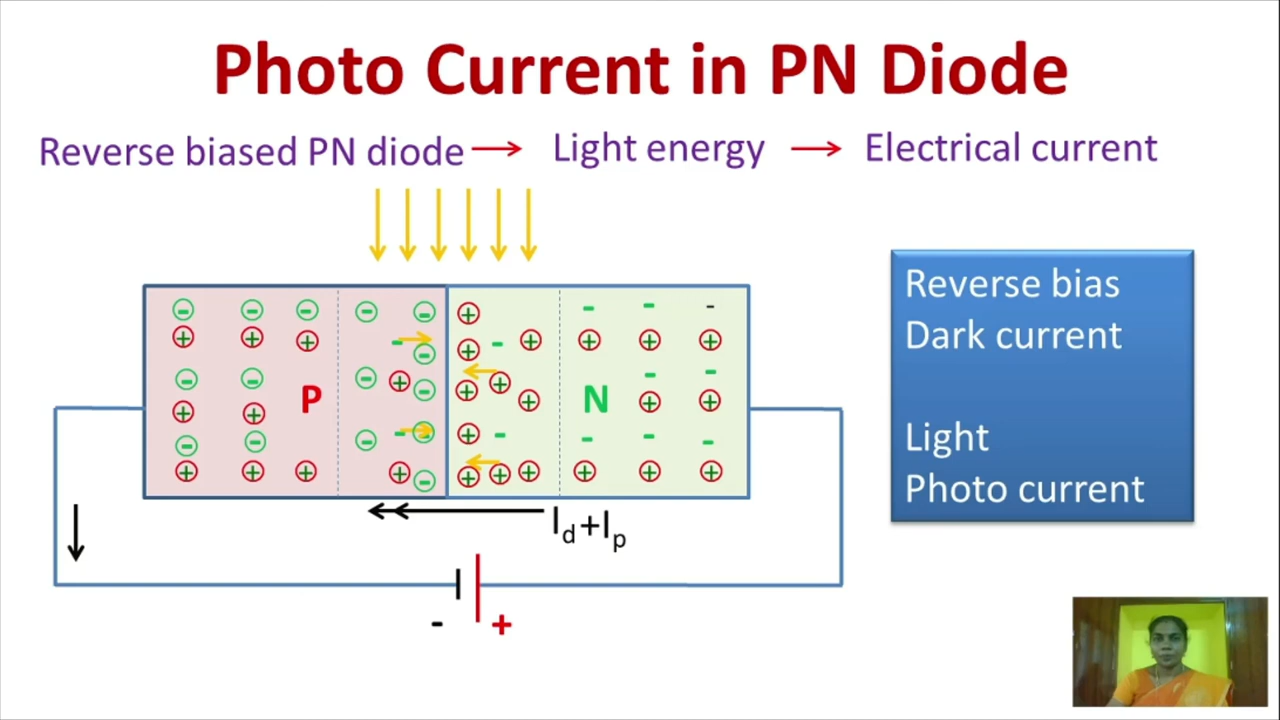 Photo Current in PN Diode
Reverse biased PN diode → Light energy → Electrical current
P
N
Id+Ip
- +
Reverse bias
Dark current
Light
Photo current